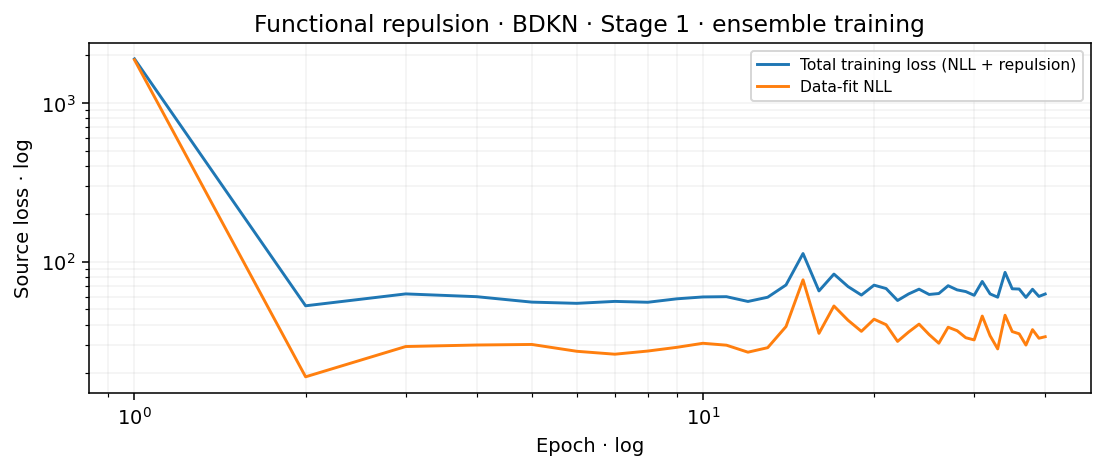 Functional repulsion · BDKN · Stage 1 · ensemble training
Total training loss (NLL + repulsion)
Data-fit NLL
Source loss · log
10³
10²
10⁰
10¹
Epoch · log